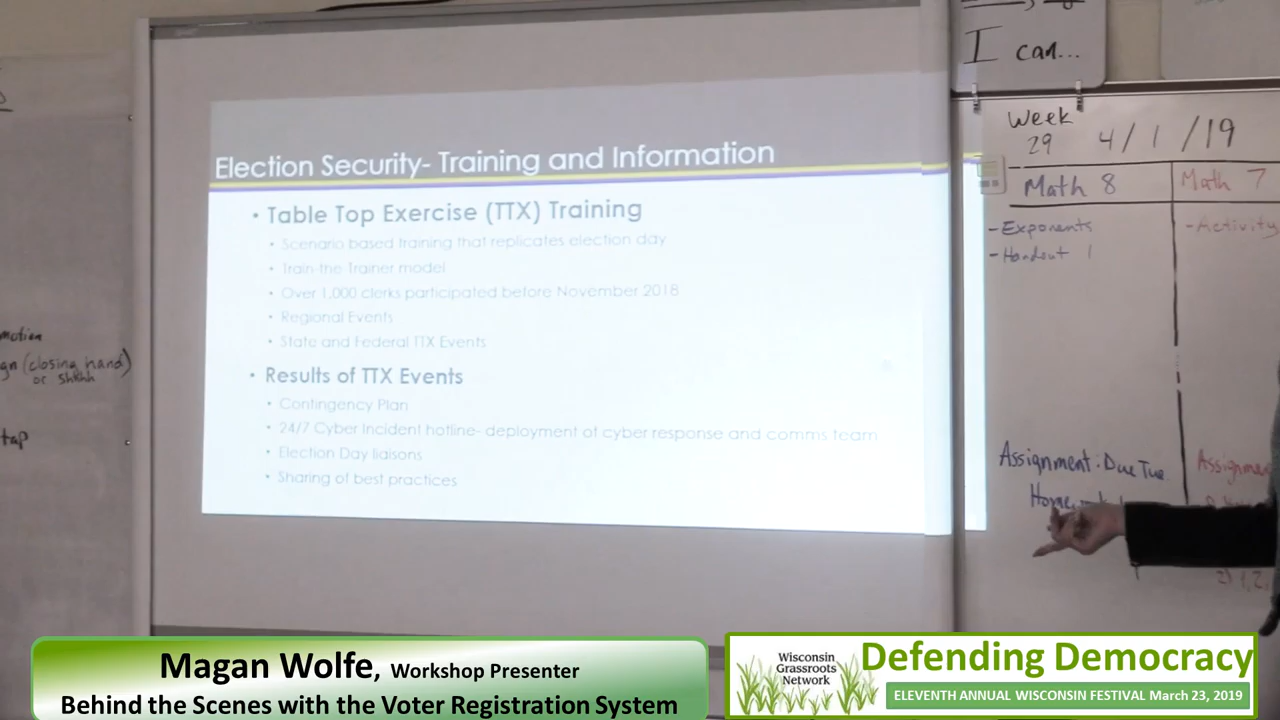 I can...
Week
29 4/1/19
Math 8
Math 7
-Exponents
-Activity
-Handout 1
Assignment: Due Tue
motion
gn (closing hand)
or shhhh
tap
Election Security- Training and Information
• Table Top Exercise (TTX) Training
• Scenario based training that replicates election day
• Train-the-Trainer model
• Over 1,000 clerks participated before November 2018
• Regional Events
• State and Federal TTX Events
• Results of TTX Events
• Contingency Plan
• 24/7 Cyber Incident hotline- deployment of cyber response and comms team
• Election Day liaisons
• Sharing of best practices
Magan Wolfe, Workshop Presenter
Behind the Scenes with the Voter Registration System
Wisconsin
Grassroots
Network
Defending Democracy
ELEVENTH ANNUAL WISCONSIN FESTIVAL March 23, 2019